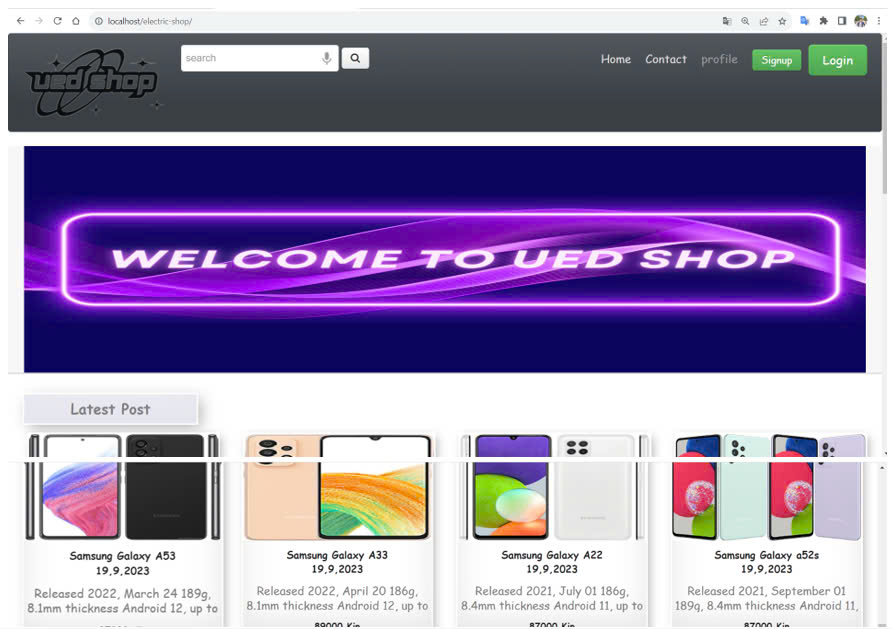 localhost/electric-shop/
ued shop
search
Home Contact profile Signup Login
WELCOME TO UED SHOP
Latest Post
Samsung Galaxy A53
19,9,2023
Released 2022, March 24 189g,
8.1mm thickness Android 12, up to
Samsung Galaxy A33
19,9,2023
Released 2022, April 20 186g,
8.1mm thickness Android 12, up to
89000 Kip
Samsung Galaxy A22
19,9,2023
Released 2021, July 01 186g,
8.4mm thickness Android 11, up to
87000 Kip
Samsung Galaxy a52s
19,9,2023
Released 2021, September 01
189g, 8.4mm thickness Android 11,
87000 Kip